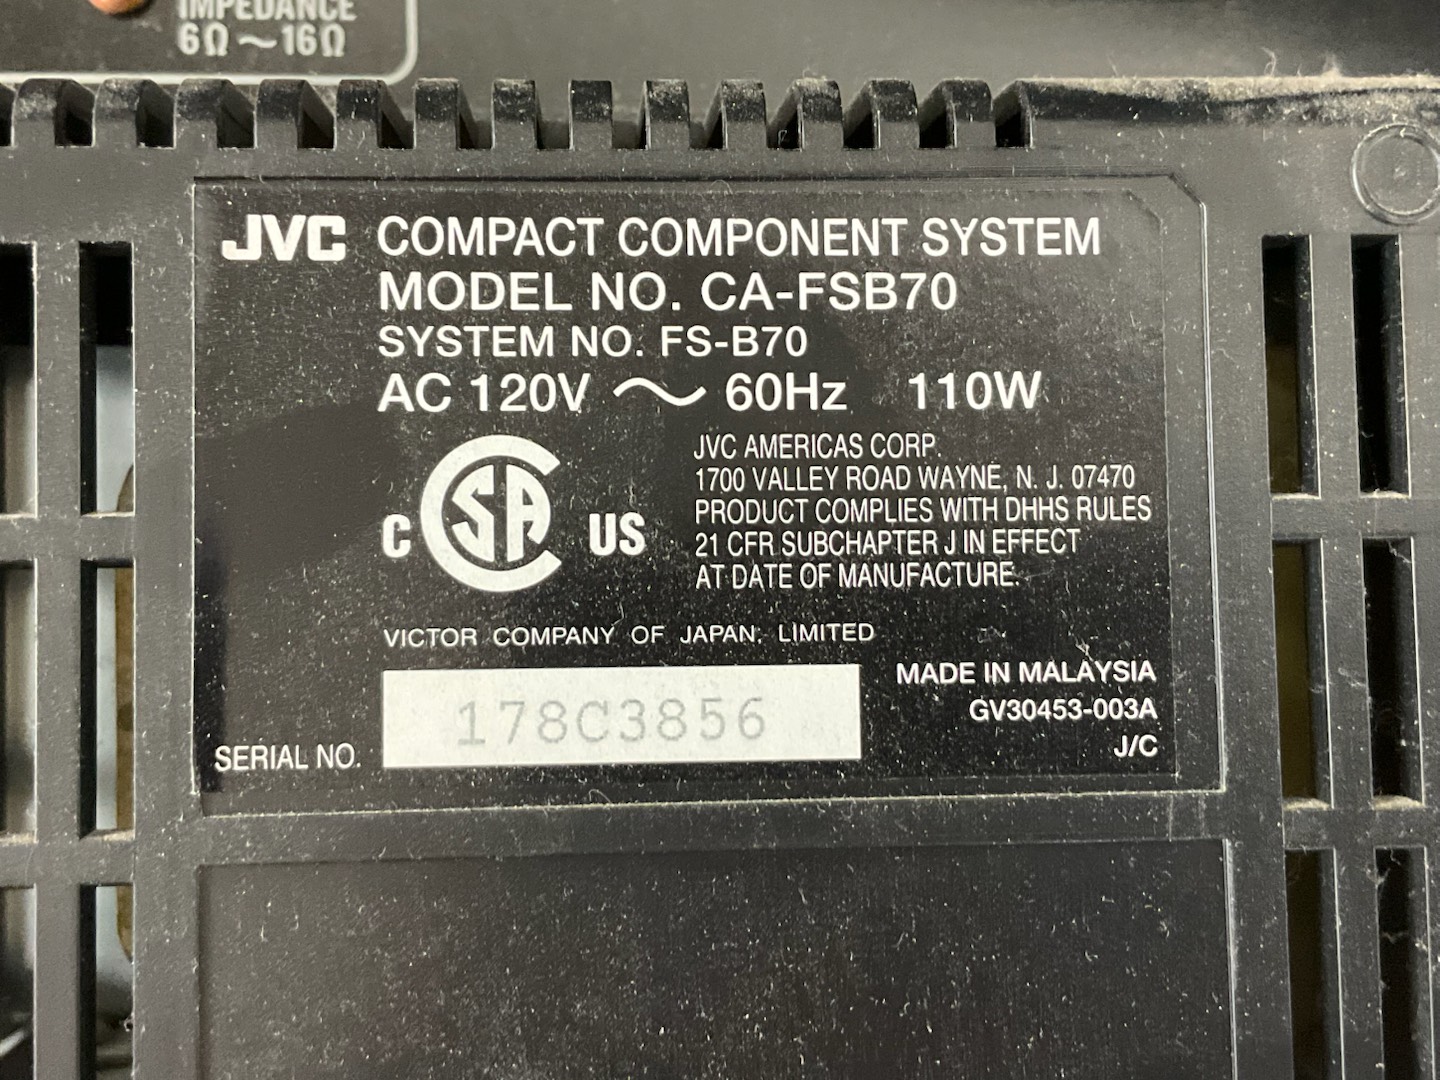 IMPEDANCE
6Ω～16Ω
JVC COMPACT COMPONENT SYSTEM
MODEL NO. CA-FSB70
SYSTEM NO. FS-B70
AC 120V ～ 60Hz 110W
C SA US
JVC AMERICAS CORP.
1700 VALLEY ROAD WAYNE, N. J. 07470
PRODUCT COMPLIES WITH DHHS RULES
21 CFR SUBCHAPTER J IN EFFECT
AT DATE OF MANUFACTURE.
VICTOR COMPANY OF JAPAN, LIMITED
SERIAL NO. 178C3856
MADE IN MALAYSIA
GV30453-003A
J/C